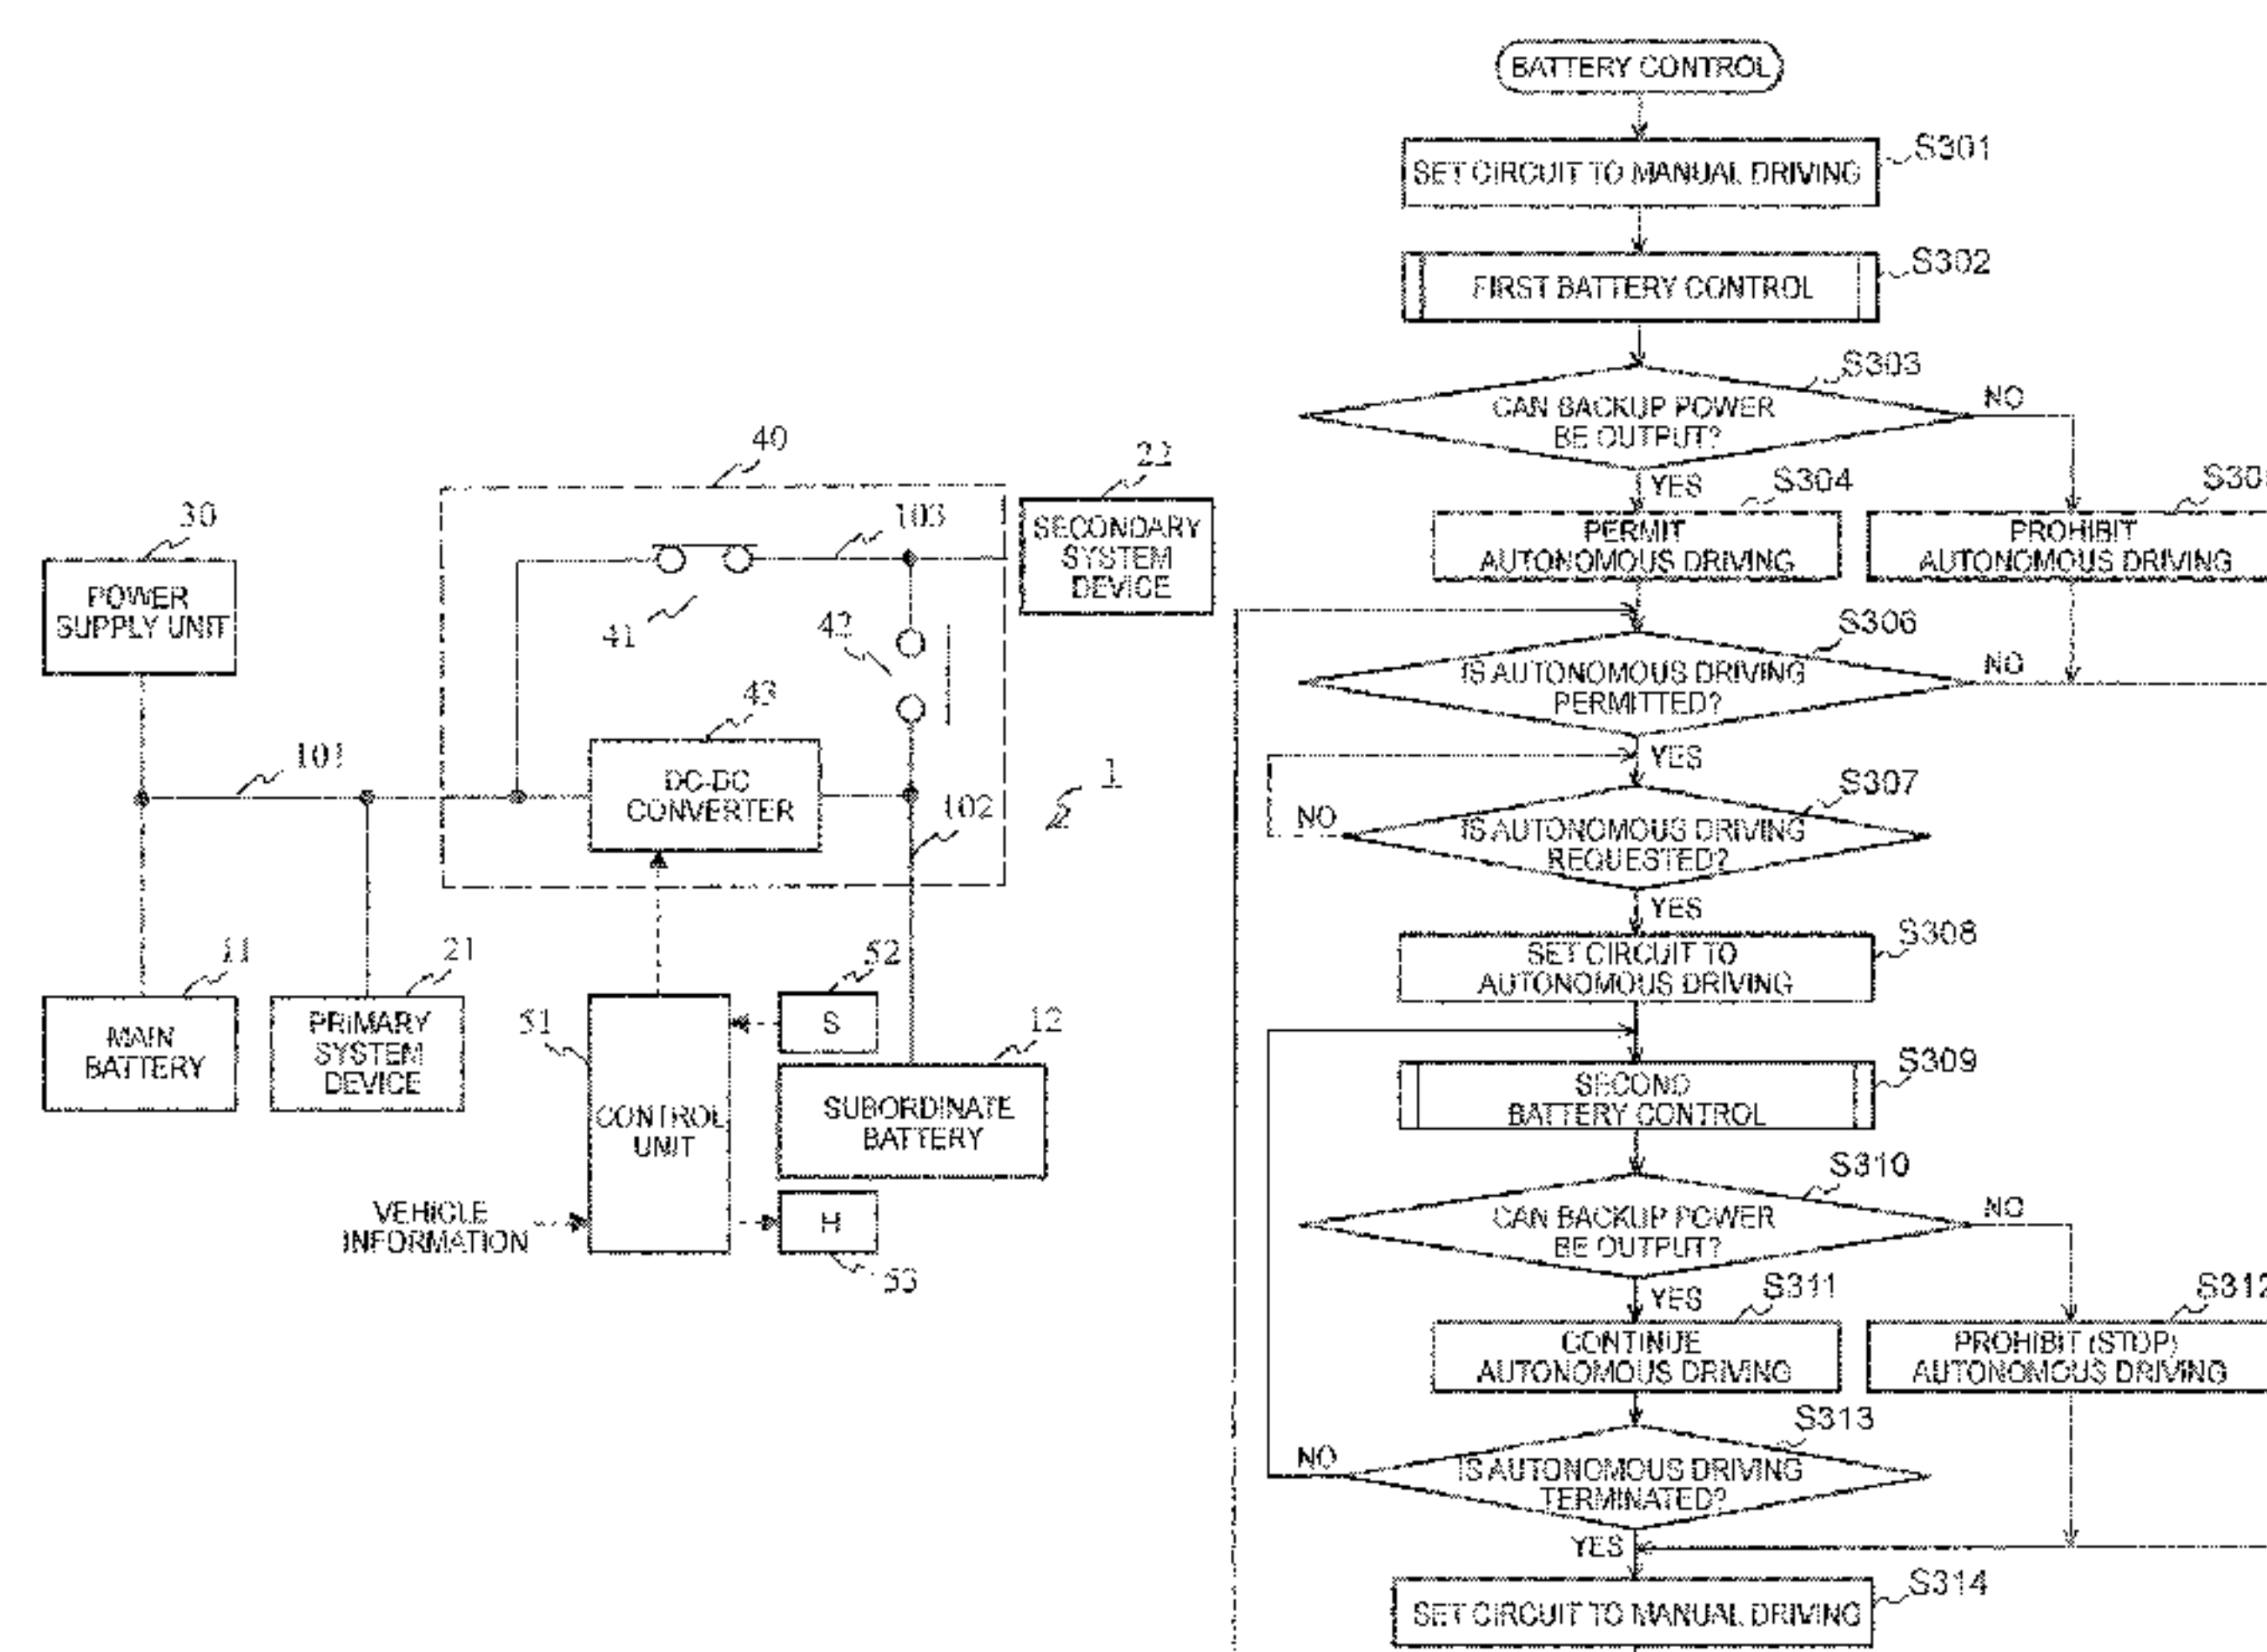 40
22
30
103
SECONDARY
SYSTEM
DEVICE
POWER
SUPPLY UNIT
41
42
43
101
DC-DC
CONVERTER
1
102
11
21
52
51
S
12
MAIN
BATTERY
PRIMARY
SYSTEM
DEVICE
CONTROL
UNIT
SUBORDINATE
BATTERY
VEHICLE
INFORMATION
H
53
BATTERY CONTROL
S301
SET CIRCUIT TO MANUAL DRIVING
S302
FIRST BATTERY CONTROL
S303
CAN BACKUP POWER
BE OUTPUT?
NO
YES
S304
PERMIT
AUTONOMOUS DRIVING
PROHIBIT
AUTONOMOUS DRIVING
S306
IS AUTONOMOUS DRIVING
PERMITTED?
NO
YES
S307
NO
IS AUTONOMOUS DRIVING
REQUESTED?
YES
S308
SET CIRCUIT TO
AUTONOMOUS DRIVING
S309
SECOND
BATTERY CONTROL
S310
CAN BACKUP POWER
BE OUTPUT?
NO
YES
S311
S312
CONTINUE
AUTONOMOUS DRIVING
PROHIBIT (STOP)
AUTONOMOUS DRIVING
S313
NO
IS AUTONOMOUS DRIVING
TERMINATED?
YES
S314
SET CIRCUIT TO MANUAL DRIVING